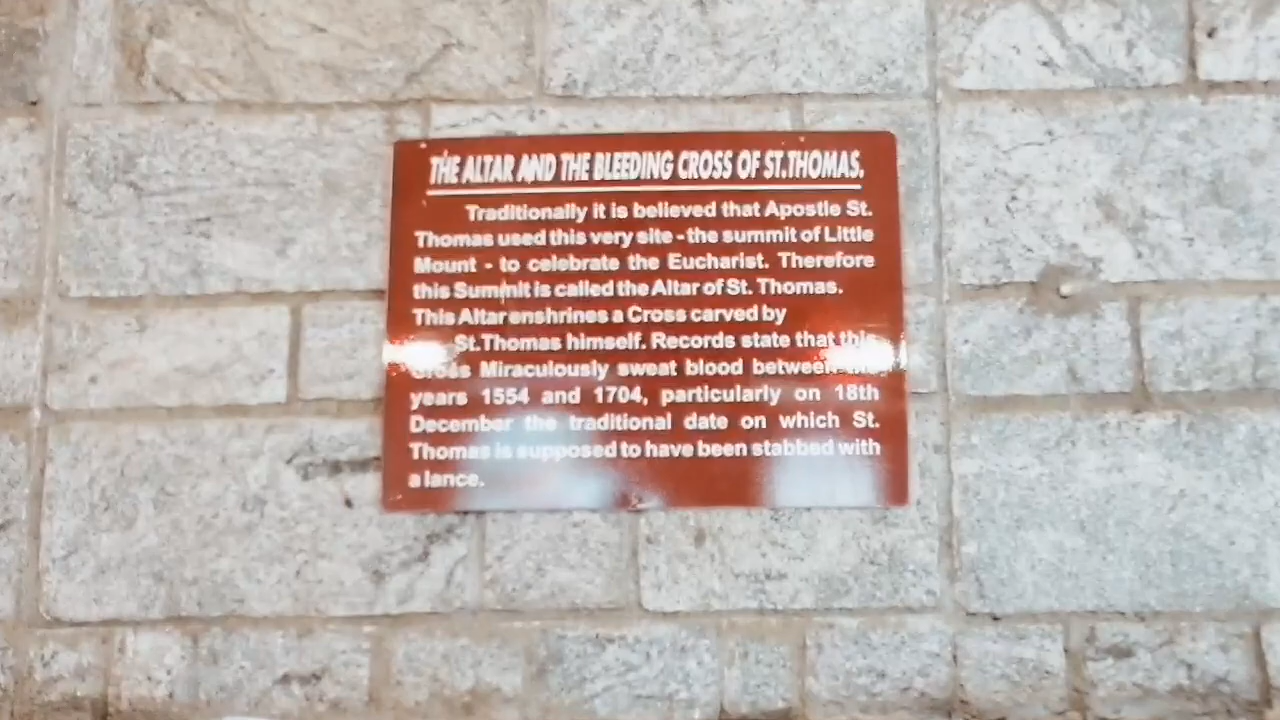 THE ALTAR AND THE BLEEDING CROSS OF ST.THOMAS.
Traditionally it is believed that Apostle St.
Thomas used this very site - the summit of Little
Mount - to celebrate the Eucharist. Therefore
this Summit is called the Altar of St. Thomas.
This Altar enshrines a Cross carved by
St.Thomas himself. Records state that this
Cross Miraculously sweat blood between the
years 1554 and 1704, particularly on 18th
December the traditional date on which St.
Thomas is supposed to have been stabbed with
a lance.